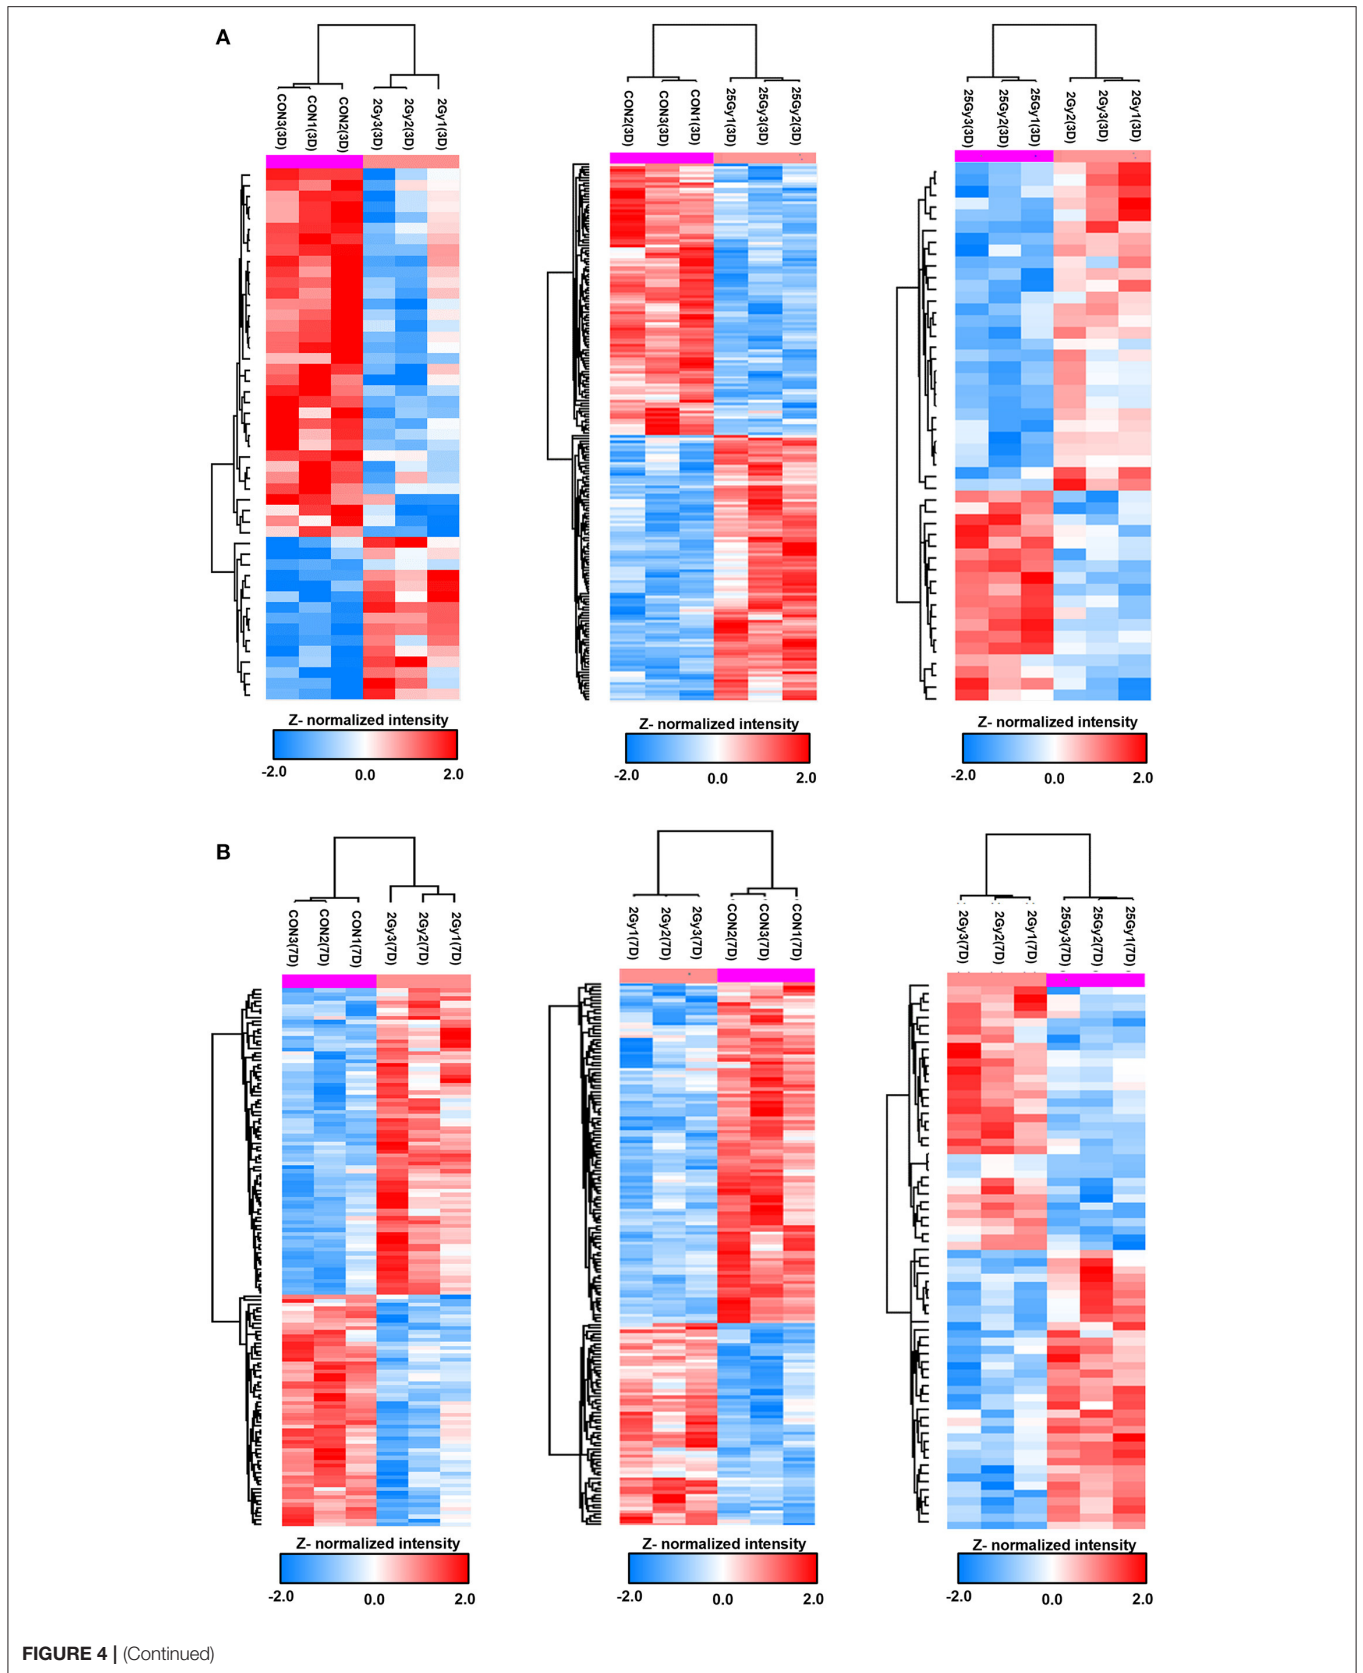 A
CON3(3D) CON1(3D) CON2(3D) 2Gy3(3D) 2Gy2(3D) 2Gy1(3D)
CON2(3D) CON3(3D) CON1(3D) 25Gy1(3D) 25Gy3(3D) 25Gy2(3D)
25Gy3(3D) 25Gy2(3D) 25Gy1(3D) 2Gy2(3D) 2Gy3(3D) 2Gy1(3D)
Z- normalized intensity
-2.0 0.0 2.0
Z- normalized intensity
-2.0 0.0 2.0
Z- normalized intensity
-2.0 0.0 2.0
B
CON3(7D) CON2(7D) CON1(7D) 2Gy3(7D) 2Gy2(7D) 2Gy1(7D)
2Gy1(7D) 2Gy2(7D) 2Gy3(7D) CON2(7D) CON3(7D) CON1(7D)
2Gy3(7D) 2Gy2(7D) 2Gy1(7D) 25Gy3(7D) 25Gy2(7D) 25Gy1(7D)
Z- normalized intensity
-2.0 0.0 2.0
Z- normalized intensity
-2.0 0.0 2.0
Z- normalized intensity
-2.0 0.0 2.0
FIGURE 4 | (Continued)